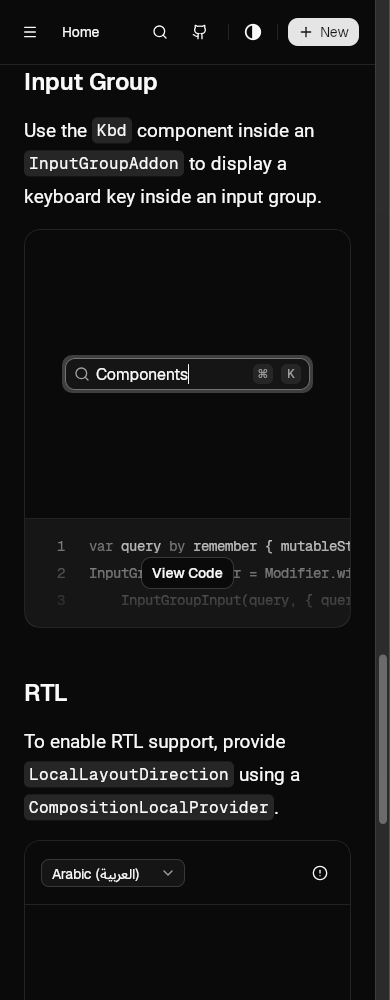 Home
New
Input Group
Use the Kbd component inside an
InputGroupAddon to display a
keyboard key inside an input group.
Components ⌘ K
1 var query by remember { mutableSt
2 InputGr r = Modifier.wi
View Code
3 InputGroupInput(query, { quer
RTL
To enable RTL support, provide
LocalLayoutDirection using a
CompositionLocalProvider.
Arabic (العربية)